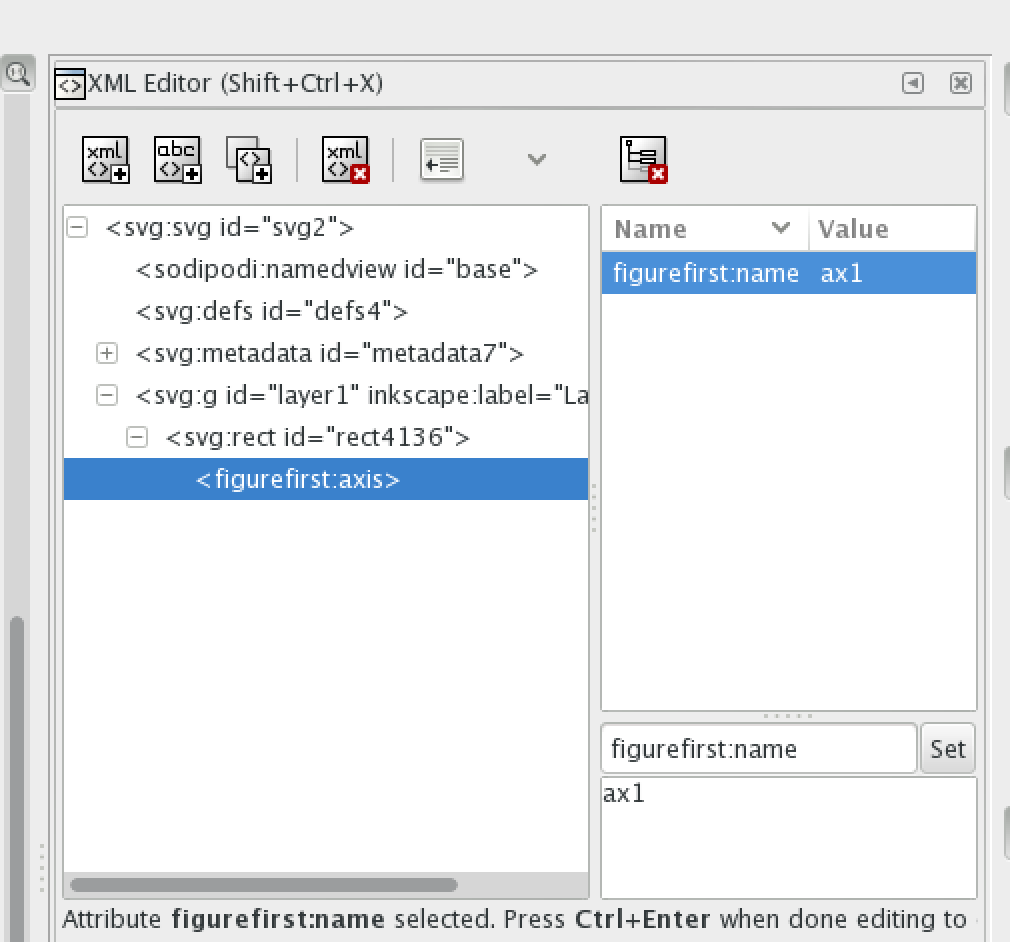 XML Editor (Shift+Ctrl+X)
xml abc xml
<svg:svg id="svg2">
<sodipodi:namedview id="base">
<svg:defs id="defs4">
<svg:metadata id="metadata7">
<svg:g id="layer1" inkscape:label="La
<svg:rect id="rect4136">
<figurefirst:axis>
Name Value
figurefirst:name ax1
figurefirst:name Set
ax1
Attribute figurefirst:name selected. Press Ctrl+Enter when done editing to